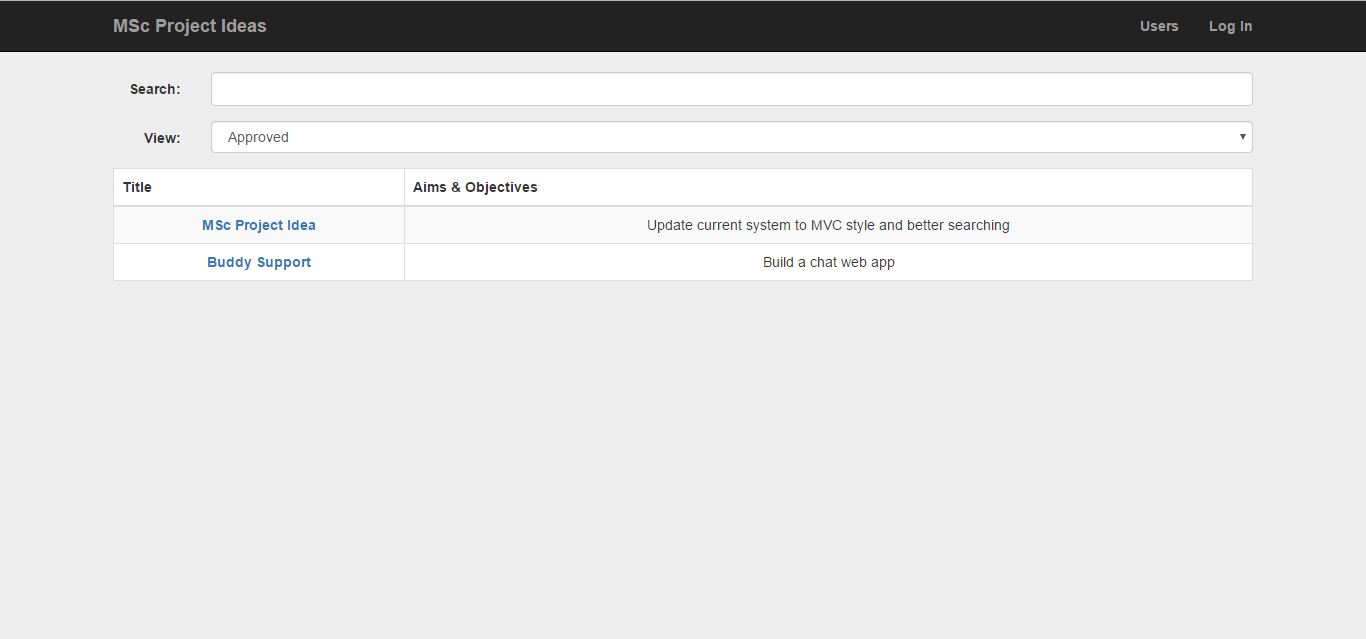 MSc Project Ideas Users Log In
Search:
View: Approved
Title Aims & Objectives
MSc Project Idea Update current system to MVC style and better searching
Buddy Support Build a chat web app